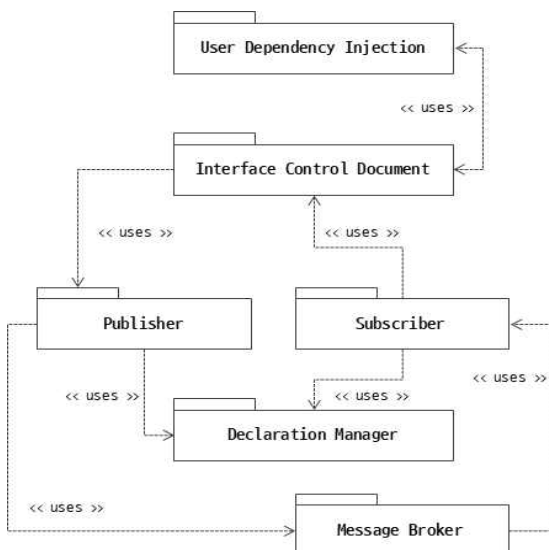 User Dependency Injection
<< uses >>
Interface Control Document
<< uses >>
<< uses >>
Publisher
Subscriber
<< uses >>
<< uses >>
<< uses >>
Declaration Manager
<< uses >>
Message Broker